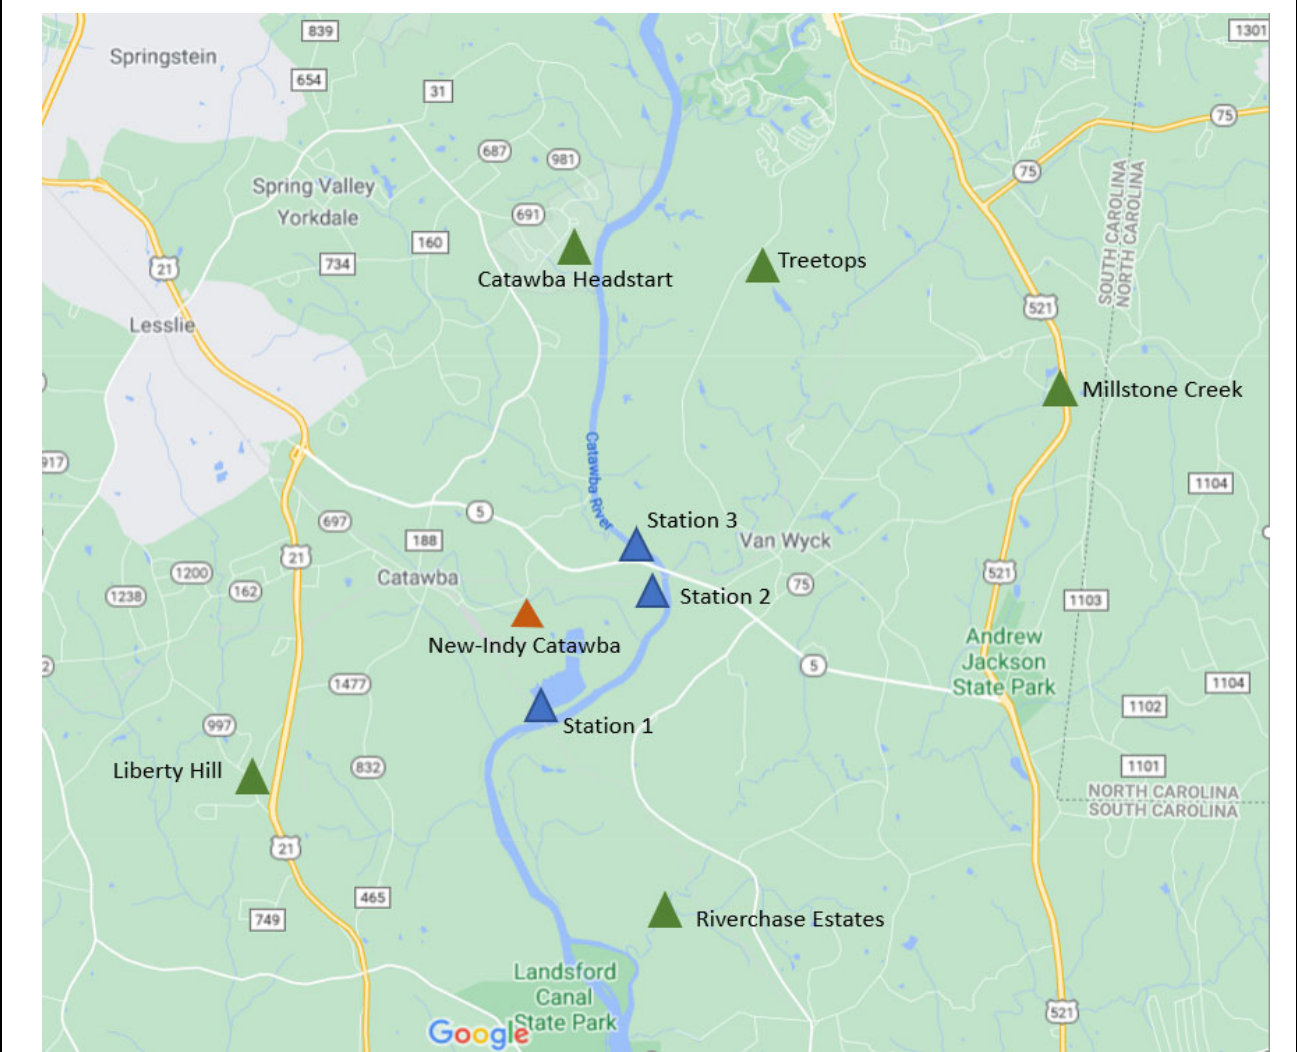 839
1301
Springstein
654
31
75
687
981
75
Spring Valley
Yorkdale
691
SOUTH CAROLINA
NORTH CAROLINA
160
734
21
Treetops
Catawba Headstart
521
Lesslie
Millstone Creek
917
Catawba River
1104
5
697
Station 3
188
Van Wyck
21
1200
Catawba
521
75
162
1238
Station 2
1103
New-Indy Catawba
Andrew
Jackson
State Park
2
5
1477
1104
1102
997
Station 1
Liberty Hill
832
1101
NORTH CAROLINA
SOUTH CAROLINA
21
465
749
Riverchase Estates
Landsford
Canal
State Park
521
Google